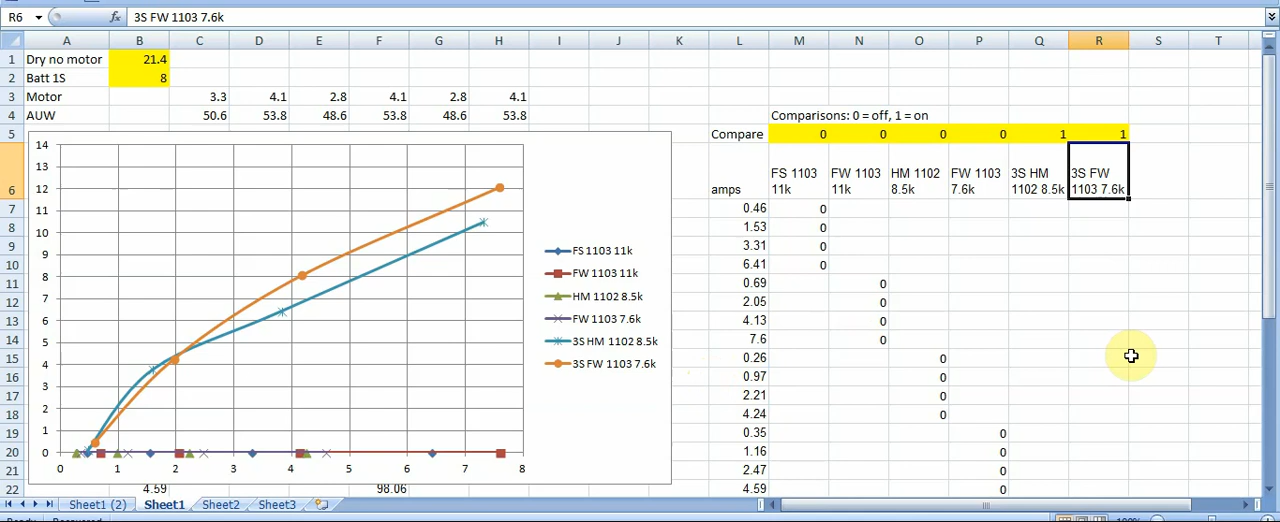 R6 fx 3S FW 1103 7.6k
A B C D E F G H I J K L M N O P Q R S T
1 Dry no motor 21.4
2 Batt 1S 8
3 Motor 3.3 4.1 2.8 4.1 2.8 4.1
4 AUW 50.6 53.8 48.6 53.8 48.6 53.8 Comparisons: 0 = off, 1 = on
5 Compare 0 0 0 0 1 1
6 amps FS 1103 11k FW 1103 11k HM 1102 8.5k FW 1103 7.6k 3S HM 1102 8.5k 3S FW 1103 7.6k
7 0.46 0
8 1.53 0
9 3.31 0
10 6.41 0
11 0.69 0
12 2.05 0
13 4.13 0
14 7.6 0
15 0.26 0
16 0.97 0
17 2.21 0
18 4.24 0
19 0.35 0
20 1.16 0
21 2.47 0
22 4.59 98.06 4.59 0
14
13
12
11
10
9
8
7
6
5
4
3
2
1
0
0 1 2 3 4 5 6 7 8
FS 1103 11k
FW 1103 11k
HM 1102 8.5k
FW 1103 7.6k
3S HM 1102 8.5k
3S FW 1103 7.6k
Sheet1 (2) Sheet1 Sheet2 Sheet3